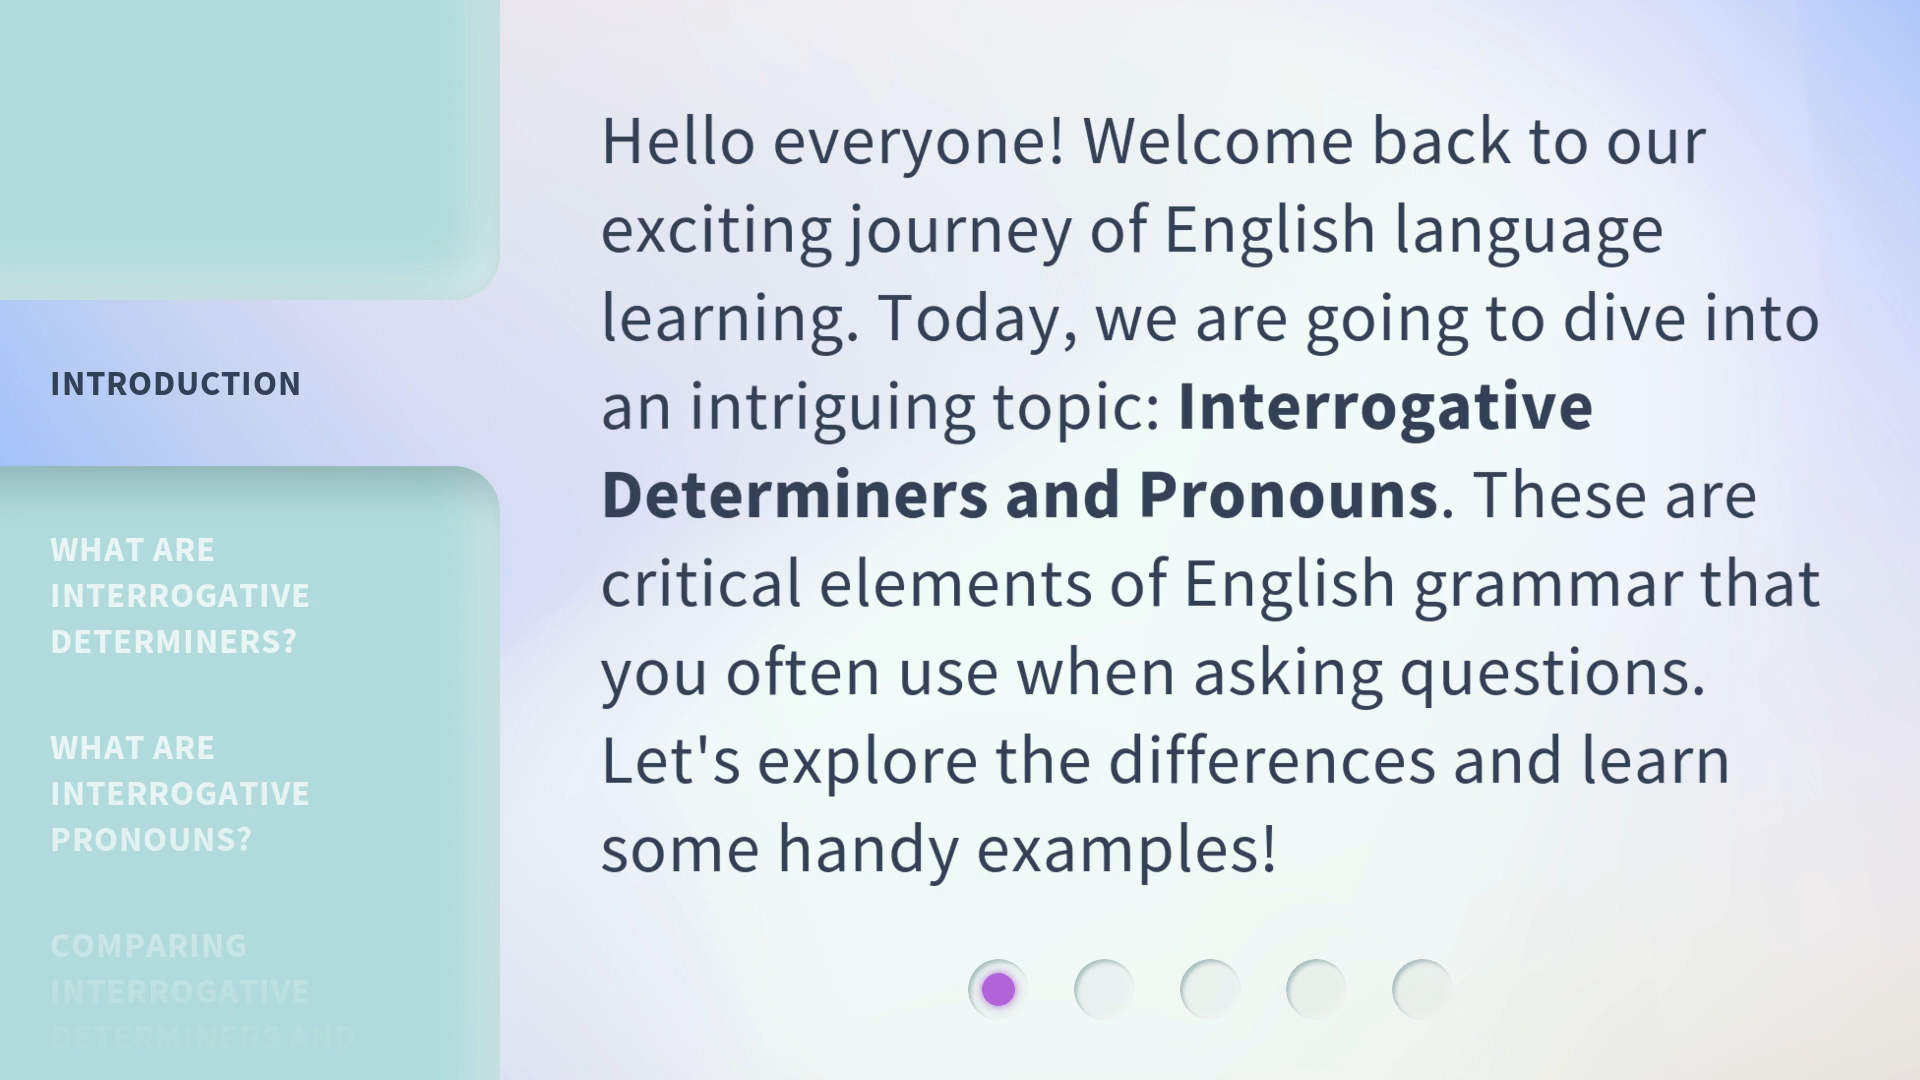 INTRODUCTION
WHAT ARE
INTERROGATIVE
DETERMINERS?
WHAT ARE
INTERROGATIVE
PRONOUNS?
COMPARING
INTERROGATIVE
DETERMINERS AND
Hello everyone! Welcome back to our
exciting journey of English language
learning. Today, we are going to dive into
an intriguing topic: Interrogative
Determiners and Pronouns. These are
critical elements of English grammar that
you often use when asking questions.
Let's explore the differences and learn
some handy examples!